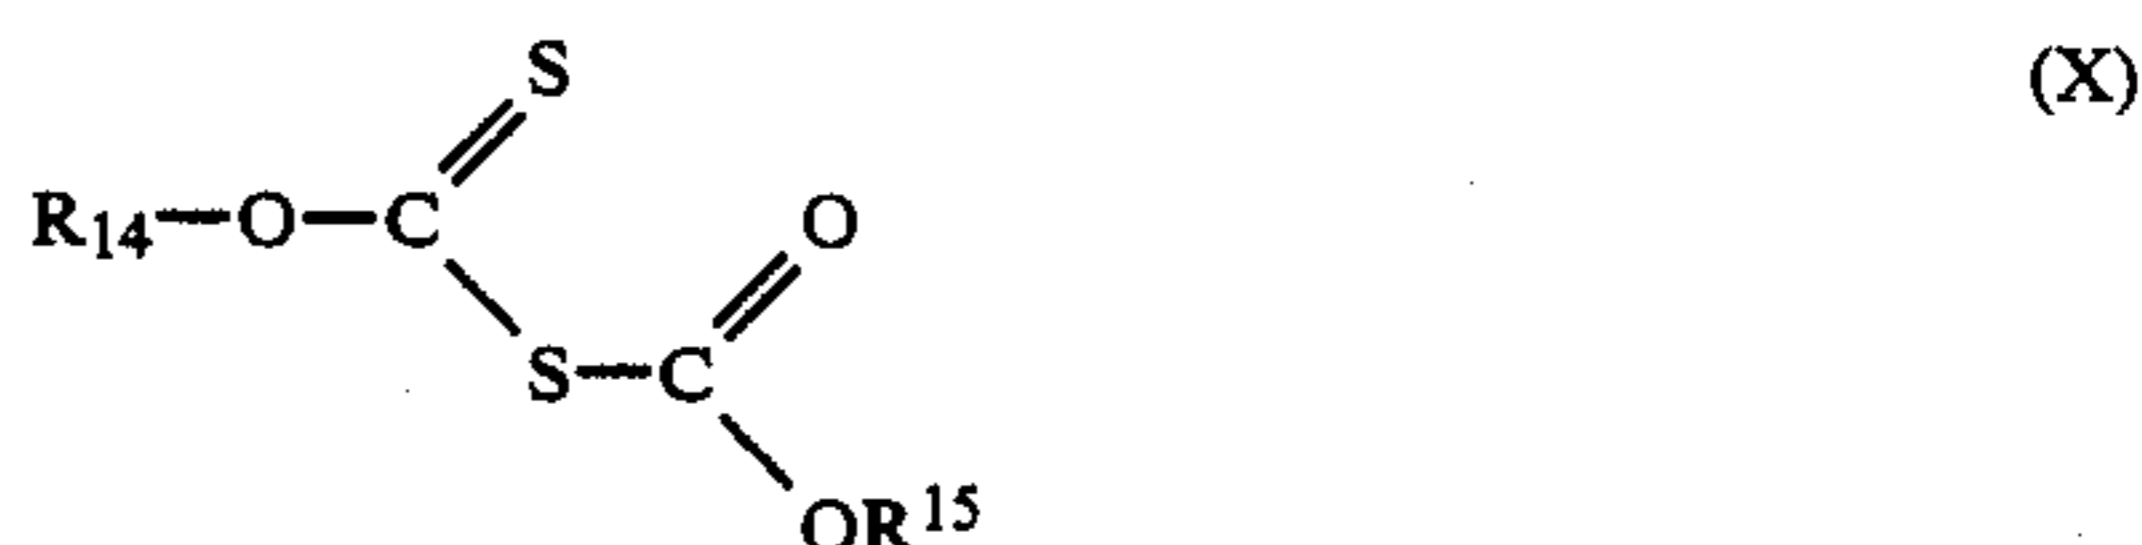 S (X)
R₁₄—O—C O
S—C
OR¹⁵